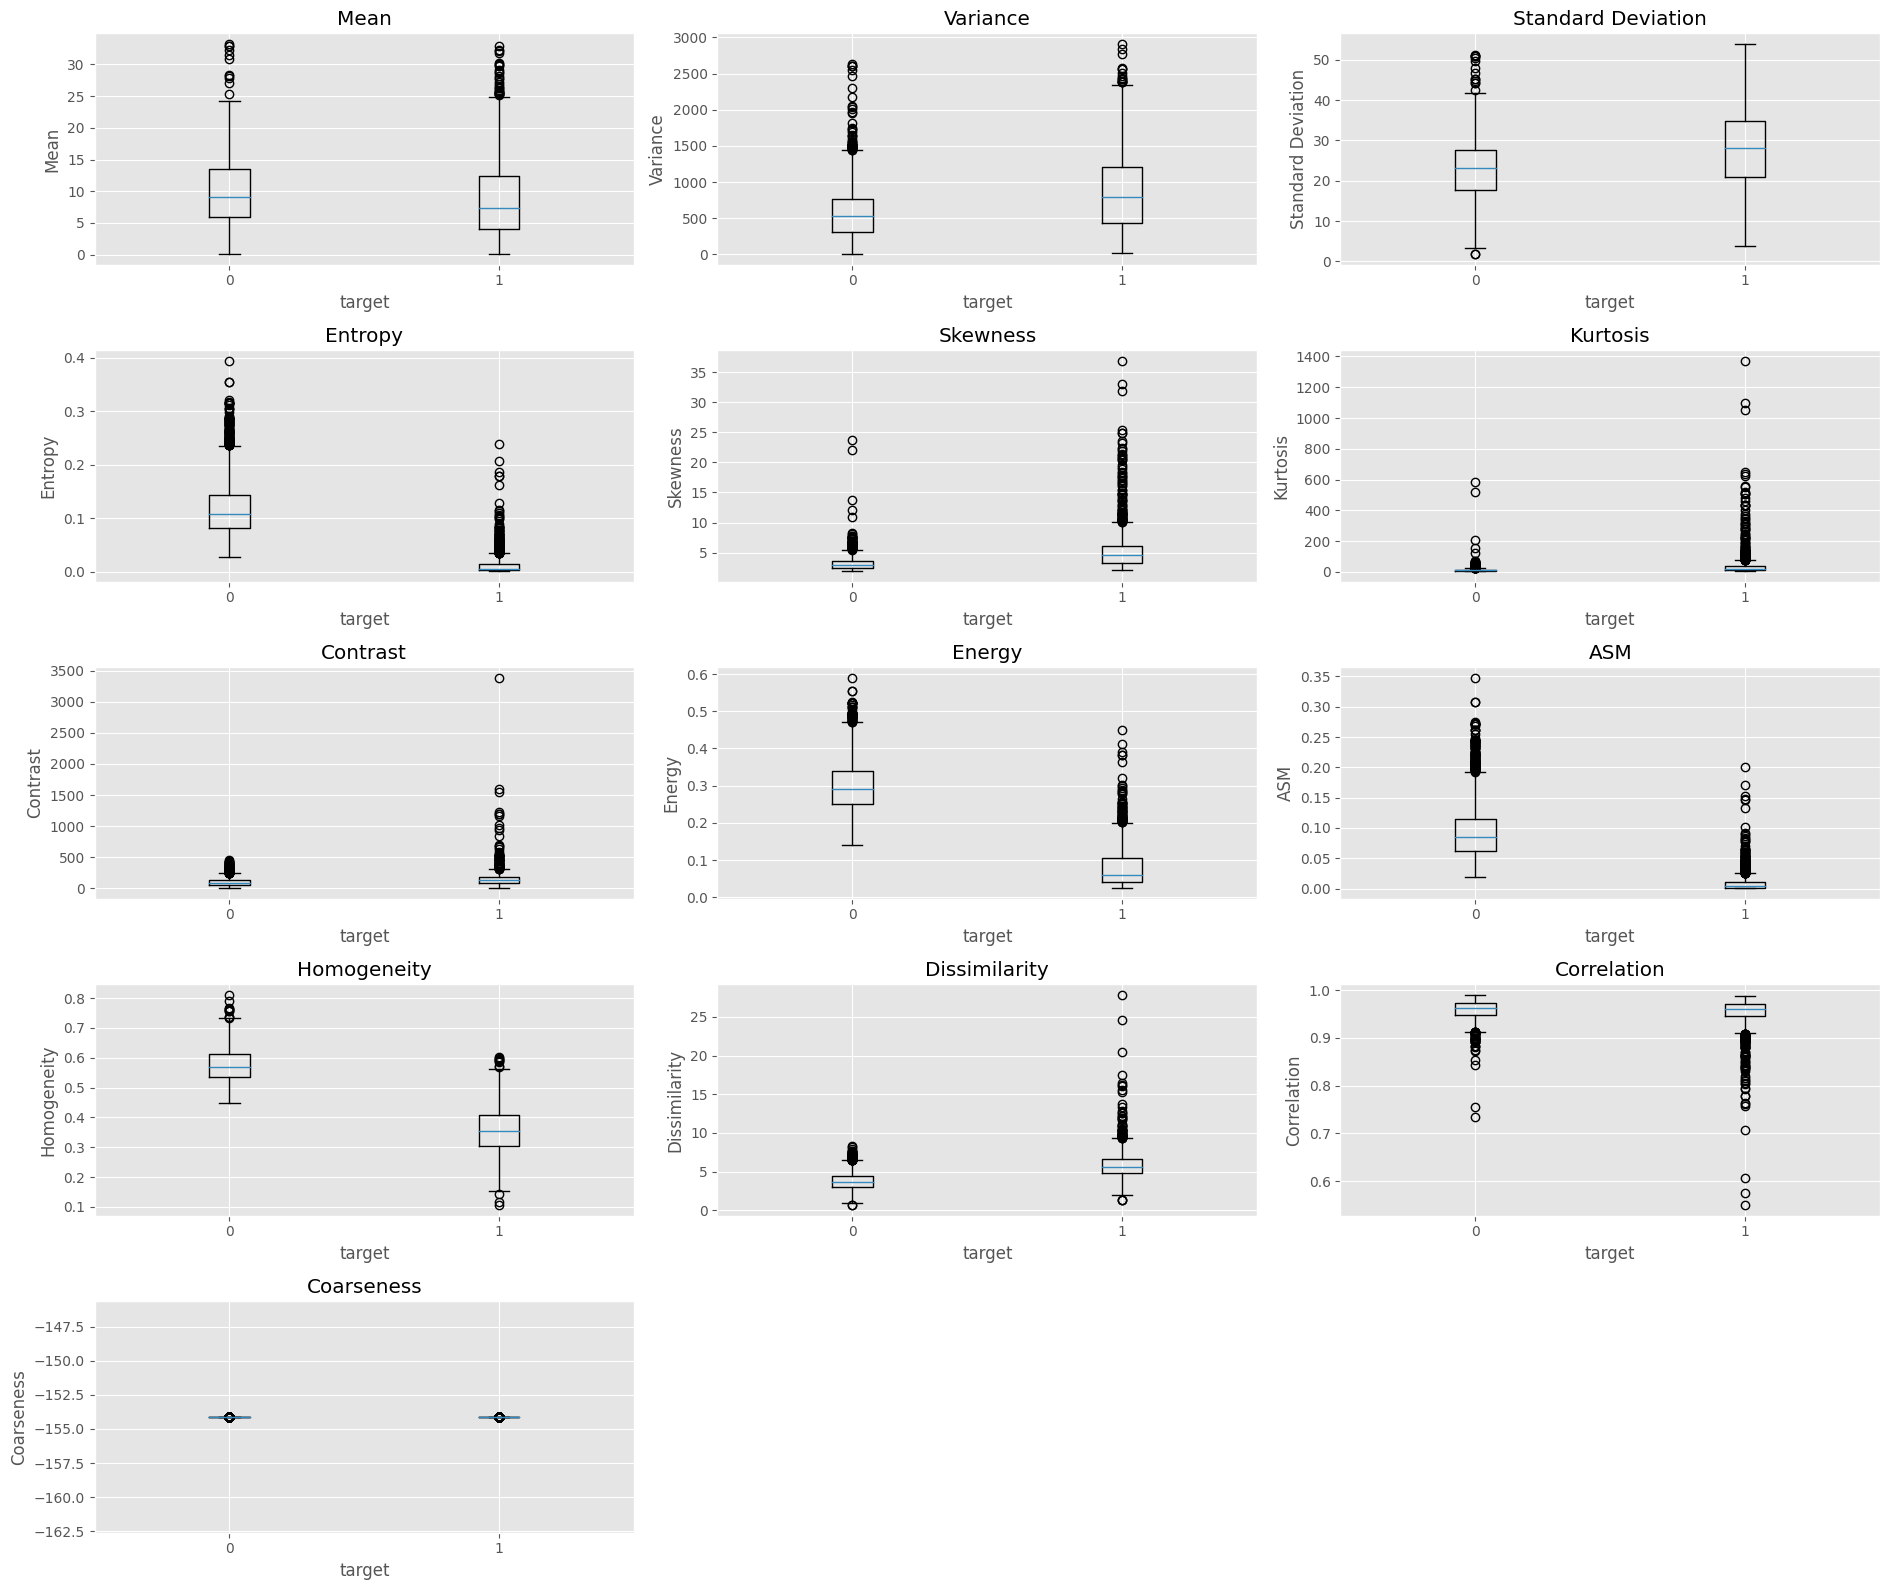 Mean
Mean
30
25
20
15
10
5
0
0 1
target
Variance
Variance
3000
2500
2000
1500
1000
500
0
0 1
target
Standard Deviation
Standard Deviation
50
40
30
20
10
0
0 1
target
Entropy
Entropy
0.4
0.3
0.2
0.1
0.0
0 1
target
Skewness
Skewness
35
30
25
20
15
10
5
0 1
target
Kurtosis
Kurtosis
1400
1200
1000
800
600
400
200
0
0 1
target
Contrast
Contrast
3500
3000
2500
2000
1500
1000
500
0
0 1
target
Energy
Energy
0.6
0.5
0.4
0.3
0.2
0.1
0.0
0 1
target
ASM
ASM
0.35
0.30
0.25
0.20
0.15
0.10
0.05
0.00
0 1
target
Homogeneity
Homogeneity
0.8
0.7
0.6
0.5
0.4
0.3
0.2
0.1
0 1
target
Dissimilarity
Dissimilarity
25
20
15
10
5
0
0 1
target
Correlation
Correlation
1.0
0.9
0.8
0.7
0.6
0 1
target
Coarseness
Coarseness
−147.5
−150.0
−152.5
−155.0
−157.5
−160.0
−162.5
0 1
target